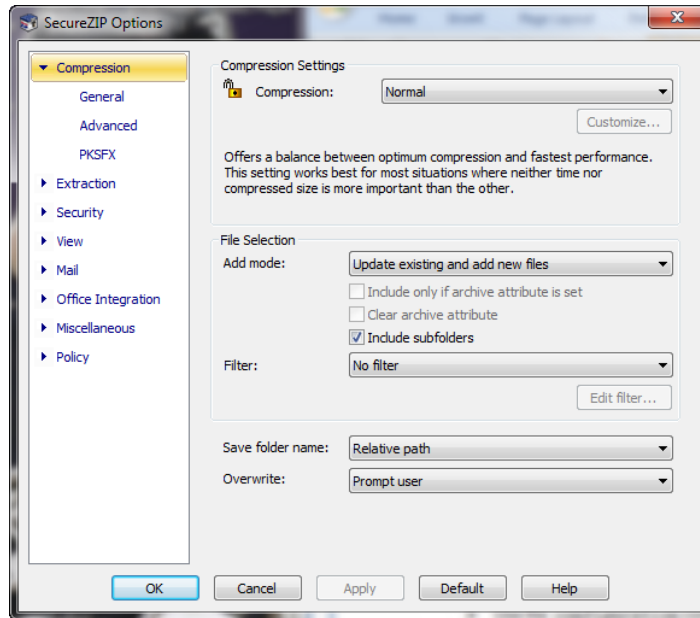 SecureZIP Options
Compression
General
Advanced
PKSFX
Extraction
Security
View
Mail
Office Integration
Miscellaneous
Policy
Compression Settings
Compression: Normal
Customize...
Offers a balance between optimum compression and fastest performance.
This setting works best for most situations where neither time nor
compressed size is more important than the other.
File Selection
Add mode: Update existing and add new files
Include only if archive attribute is set
Clear archive attribute
Include subfolders
Filter: No filter
Edit filter...
Save folder name: Relative path
Overwrite: Prompt user
OK Cancel Apply Default Help